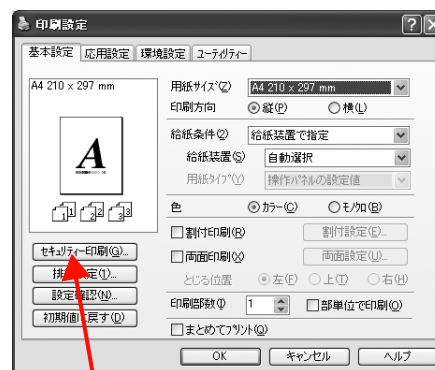 印刷設定
基本設定 応用設定 環境設定 ユーティリティー
A4 210 x 297 mm
用紙サイズ(Z) A4 210 x 297 mm
印刷方向 縦(P) 横(L)
給紙条件(2) 給紙装置で指定
給紙装置(S) 自動選択
用紙タイプ(Y) 操作パネルの設定値
A
1 1 2 2 3 3
色 カラー(C) モノクロ(B)
割付印刷(R) 割付設定(E)...
セキュリティー印刷(G)...
両面印刷(X) 両面設定(U)...
とじる位置 左(F) 上(T) 右(H)
設定確認(N)...
印刷部数(I) 1 部単位で印刷(O)
初期値に戻す(D)
まとめてプリント(Q)
OK キャンセル ヘルプ